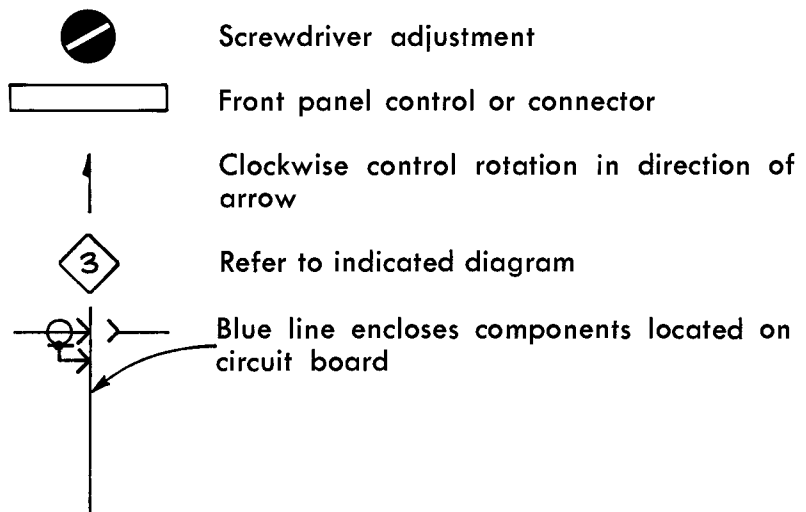 Screwdriver adjustment
Front panel control or connector
Clockwise control rotation in direction of
arrow
3
Refer to indicated diagram
Blue line encloses components located on
circuit board